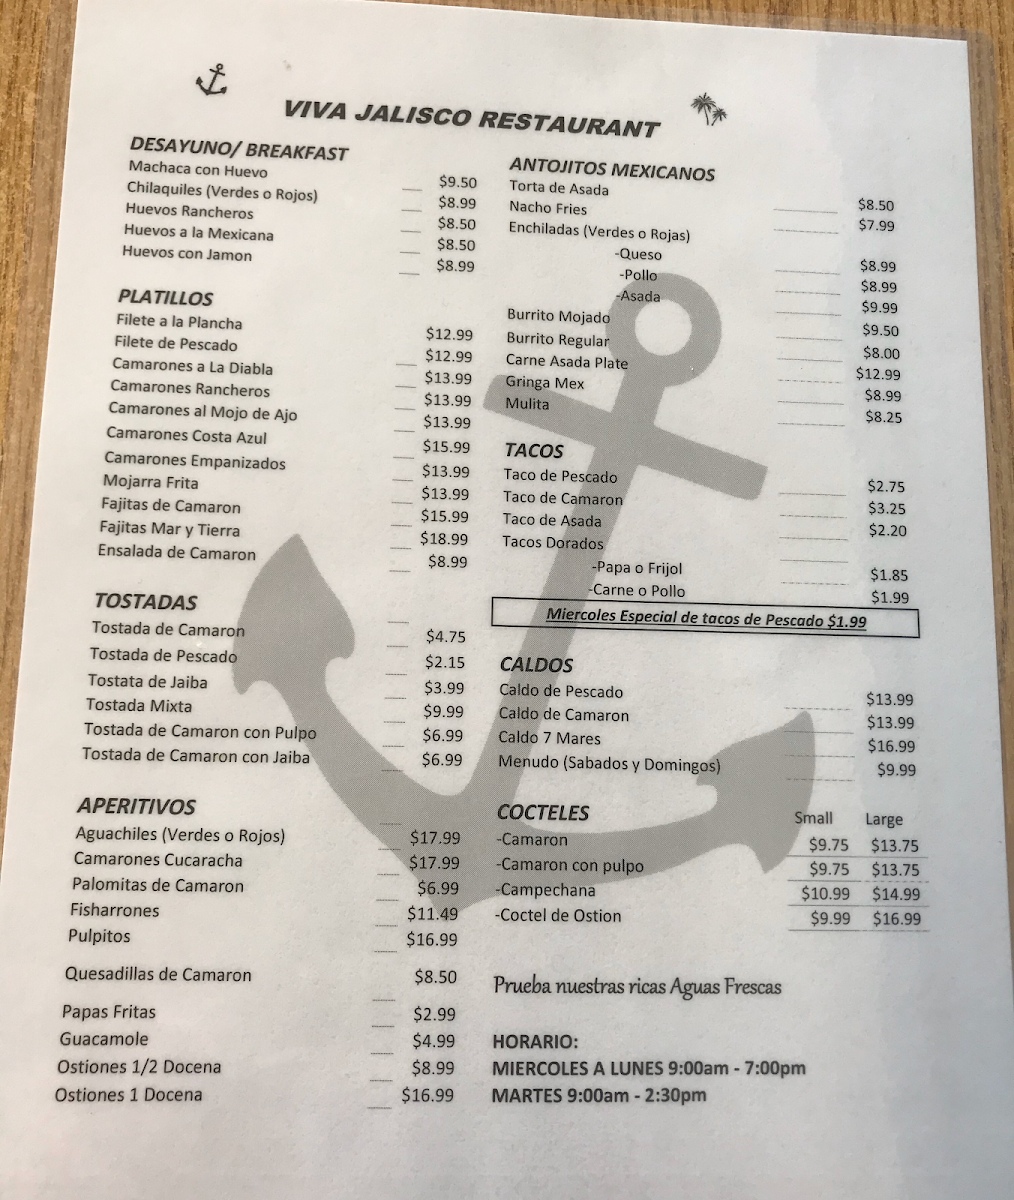 VIVA JALISCO RESTAURANT
DESAYUNO/ BREAKFAST
Machaca con Huevo $9.50
Chilaquiles (Verdes o Rojos) $8.99
Huevos Rancheros $8.50
Huevos a la Mexicana $8.50
Huevos con Jamon $8.99
PLATILLOS
Filete a la Plancha $12.99
Filete de Pescado $12.99
Camarones a La Diabla $13.99
Camarones Rancheros $13.99
Camarones al Mojo de Ajo $13.99
Camarones Costa Azul $15.99
Camarones Empanizados $13.99
Mojarra Frita $13.99
Fajitas de Camaron $15.99
Fajitas Mar y Tierra $18.99
Ensalada de Camaron $8.99
TOSTADAS
Tostada de Camaron $4.75
Tostada de Pescado $2.15
Tostata de Jaiba $3.99
Tostada Mixta $9.99
Tostada de Camaron con Pulpo $6.99
Tostada de Camaron con Jaiba $6.99
APERITIVOS
Aguachiles (Verdes o Rojos) $17.99
Camarones Cucaracha $17.99
Palomitas de Camaron $6.99
Fisharrones $11.49
Pulpitos $16.99
Quesadillas de Camaron $8.50
Papas Fritas $2.99
Guacamole $4.99
Ostiones 1/2 Docena $8.99
Ostiones 1 Docena $16.99
ANTOJITOS MEXICANOS
Torta de Asada $8.50
Nacho Fries $7.99
Enchiladas (Verdes o Rojas)
-Queso $8.99
-Pollo $8.99
-Asada $9.99
Burrito Mojado $9.50
Burrito Regular $8.00
Carne Asada Plate $12.99
Gringa Mex $8.99
Mulita $8.25
TACOS
Taco de Pescado $2.75
Taco de Camaron $3.25
Taco de Asada $2.20
Tacos Dorados
-Papa o Frijol $1.85
-Carne o Pollo $1.99
Miercoles Especial de tacos de Pescado $1.99
CALDOS
Caldo de Pescado $13.99
Caldo de Camaron $13.99
Caldo 7 Mares $16.99
Menudo (Sabados y Domingos) $9.99
COCTELES Small Large
-Camaron $9.75 $13.75
-Camaron con pulpo $9.75 $13.75
-Campechana $10.99 $14.99
-Coctel de Ostion $9.99 $16.99
Prueba nuestras ricas Aguas Frescas
HORARIO:
MIERCOLES A LUNES 9:00am - 7:00pm
MARTES 9:00am - 2:30pm